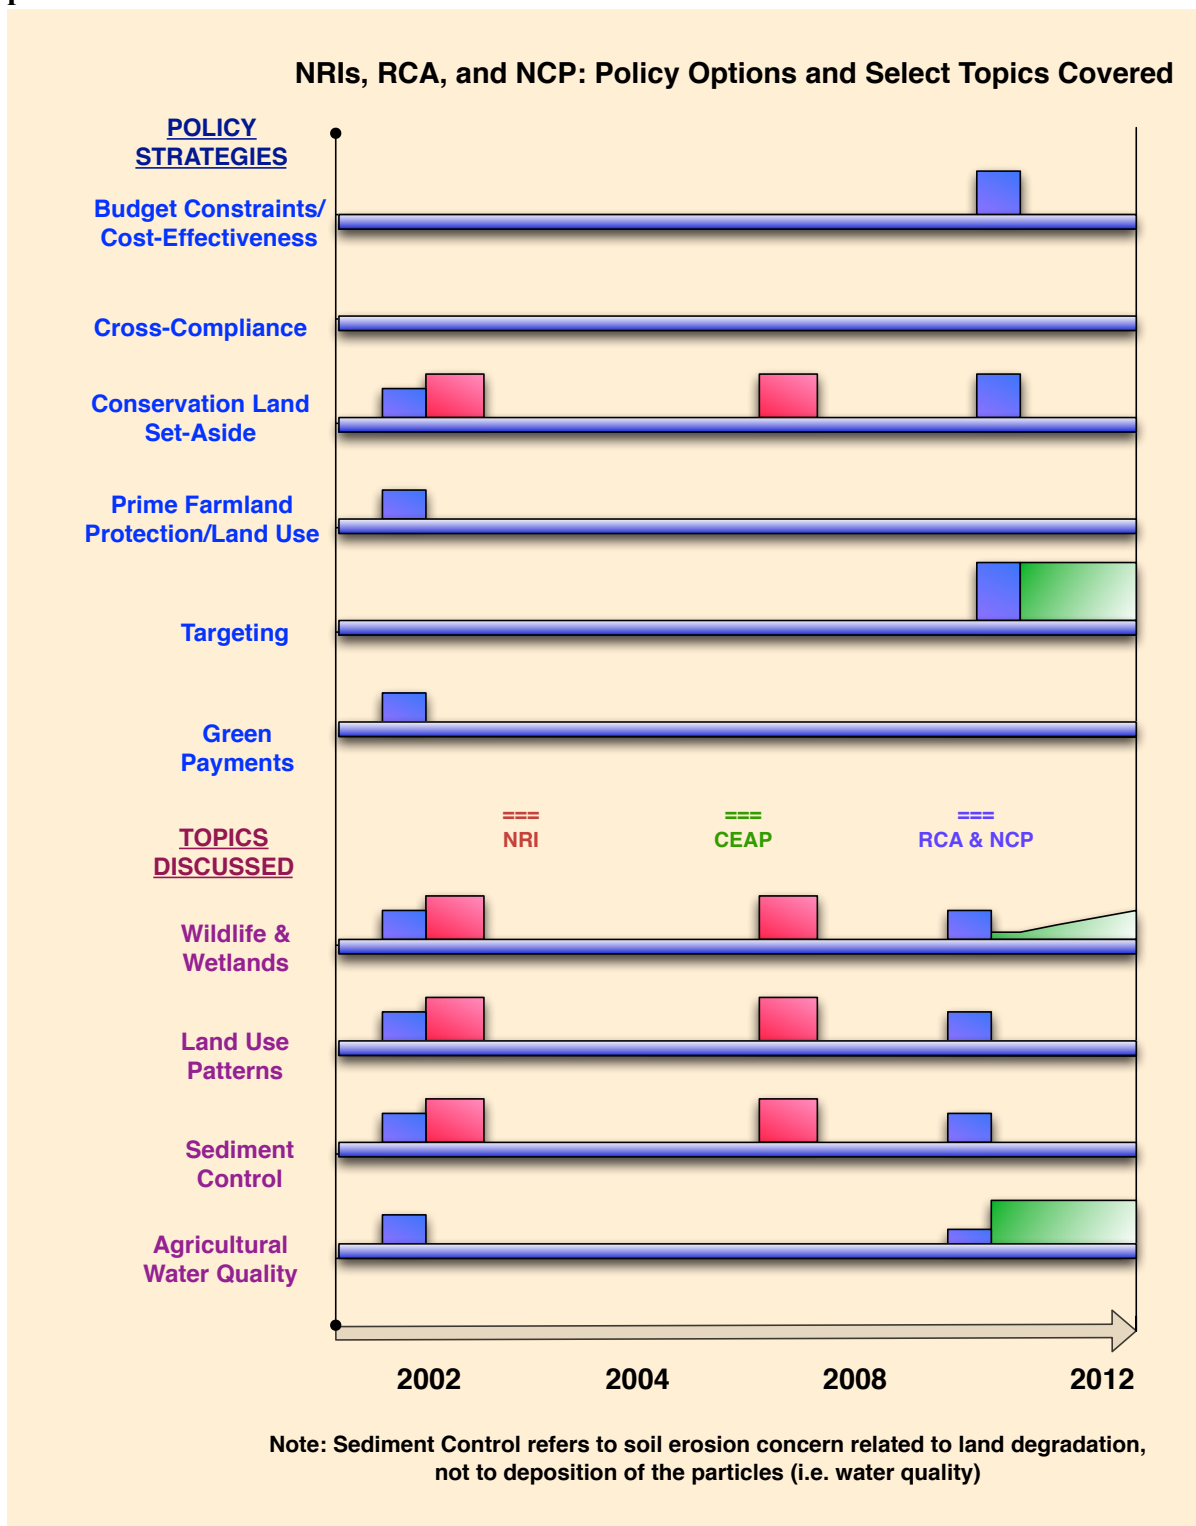 NRIs, RCA, and NCP: Policy Options and Select Topics Covered
POLICY
STRATEGIES
Budget Constraints/
Cost-Effectiveness
Cross-Compliance
Conservation Land
Set-Aside
Prime Farmland
Protection/Land Use
Targeting
Green
Payments
=== === ===
NRI CEAP RCA & NCP
TOPICS
DISCUSSED
Wildlife &
Wetlands
Land Use
Patterns
Sediment
Control
Agricultural
Water Quality
2002 2004 2008 2012
Note: Sediment Control refers to soil erosion concern related to land degradation,
not to deposition of the particles (i.e. water quality)